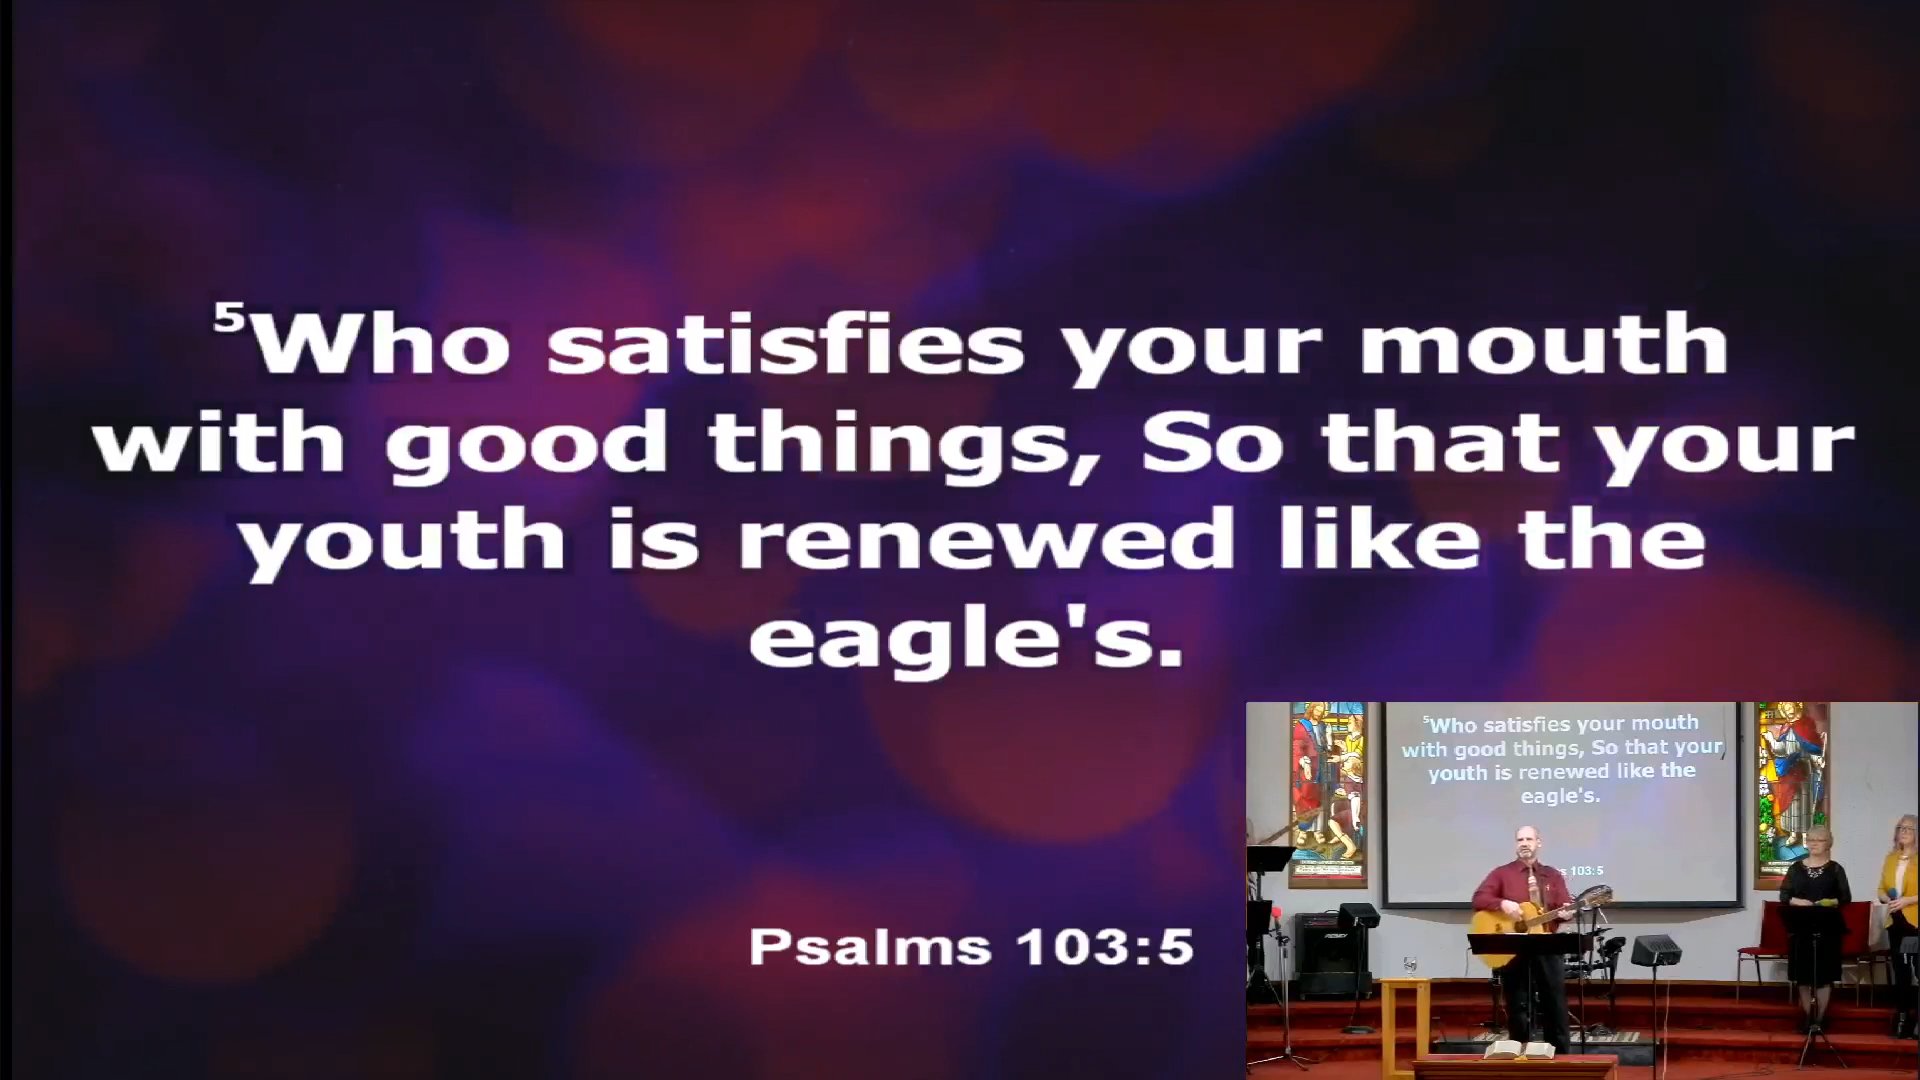 ⁵Who satisfies your mouth
with good things, So that your
youth is renewed like the
eagle's.
Psalms 103:5
⁵Who satisfies your mouth
with good things, So that your
youth is renewed like the
eagle's.
103:5